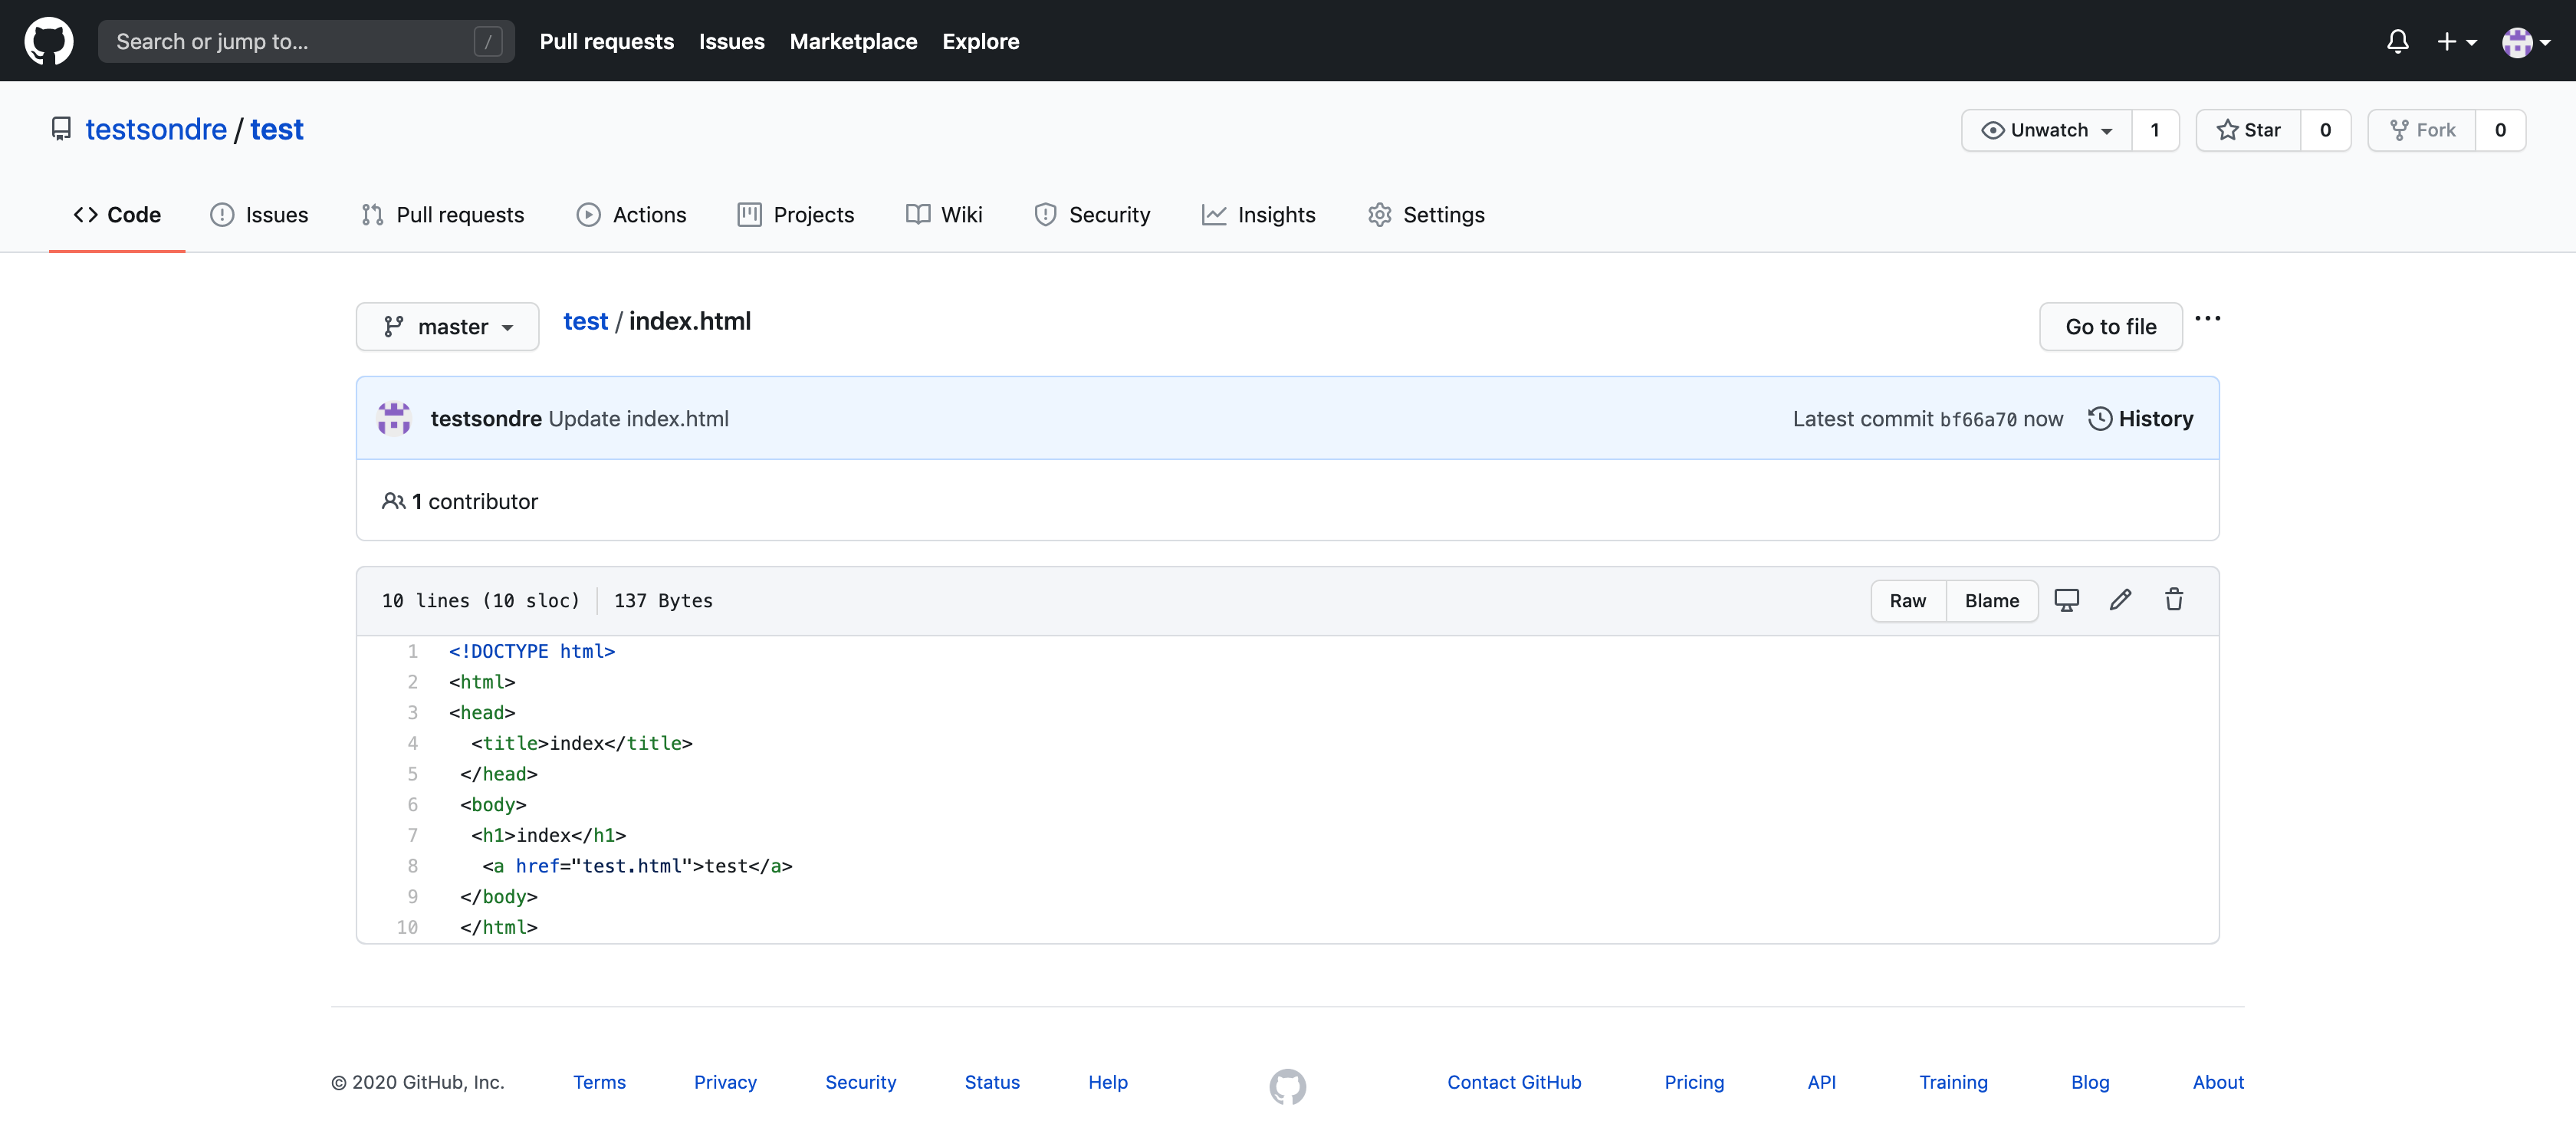 Search or jump to... / Pull requests Issues Marketplace Explore
testsondre / test Unwatch 1 Star 0 Fork 0
Code Issues Pull requests Actions Projects Wiki Security Insights Settings
master test / index.html Go to file ...
testsondre Update index.html Latest commit bf66a70 now History
1 contributor
10 lines (10 sloc) 137 Bytes Raw Blame
1 <!DOCTYPE html>
2 <html>
3 <head>
4   <title>index</title>
5  </head>
6  <body>
7   <h1>index</h1>
8    <a href="test.html">test</a>
9  </body>
10  </html>
© 2020 GitHub, Inc. Terms Privacy Security Status Help Contact GitHub Pricing API Training Blog About